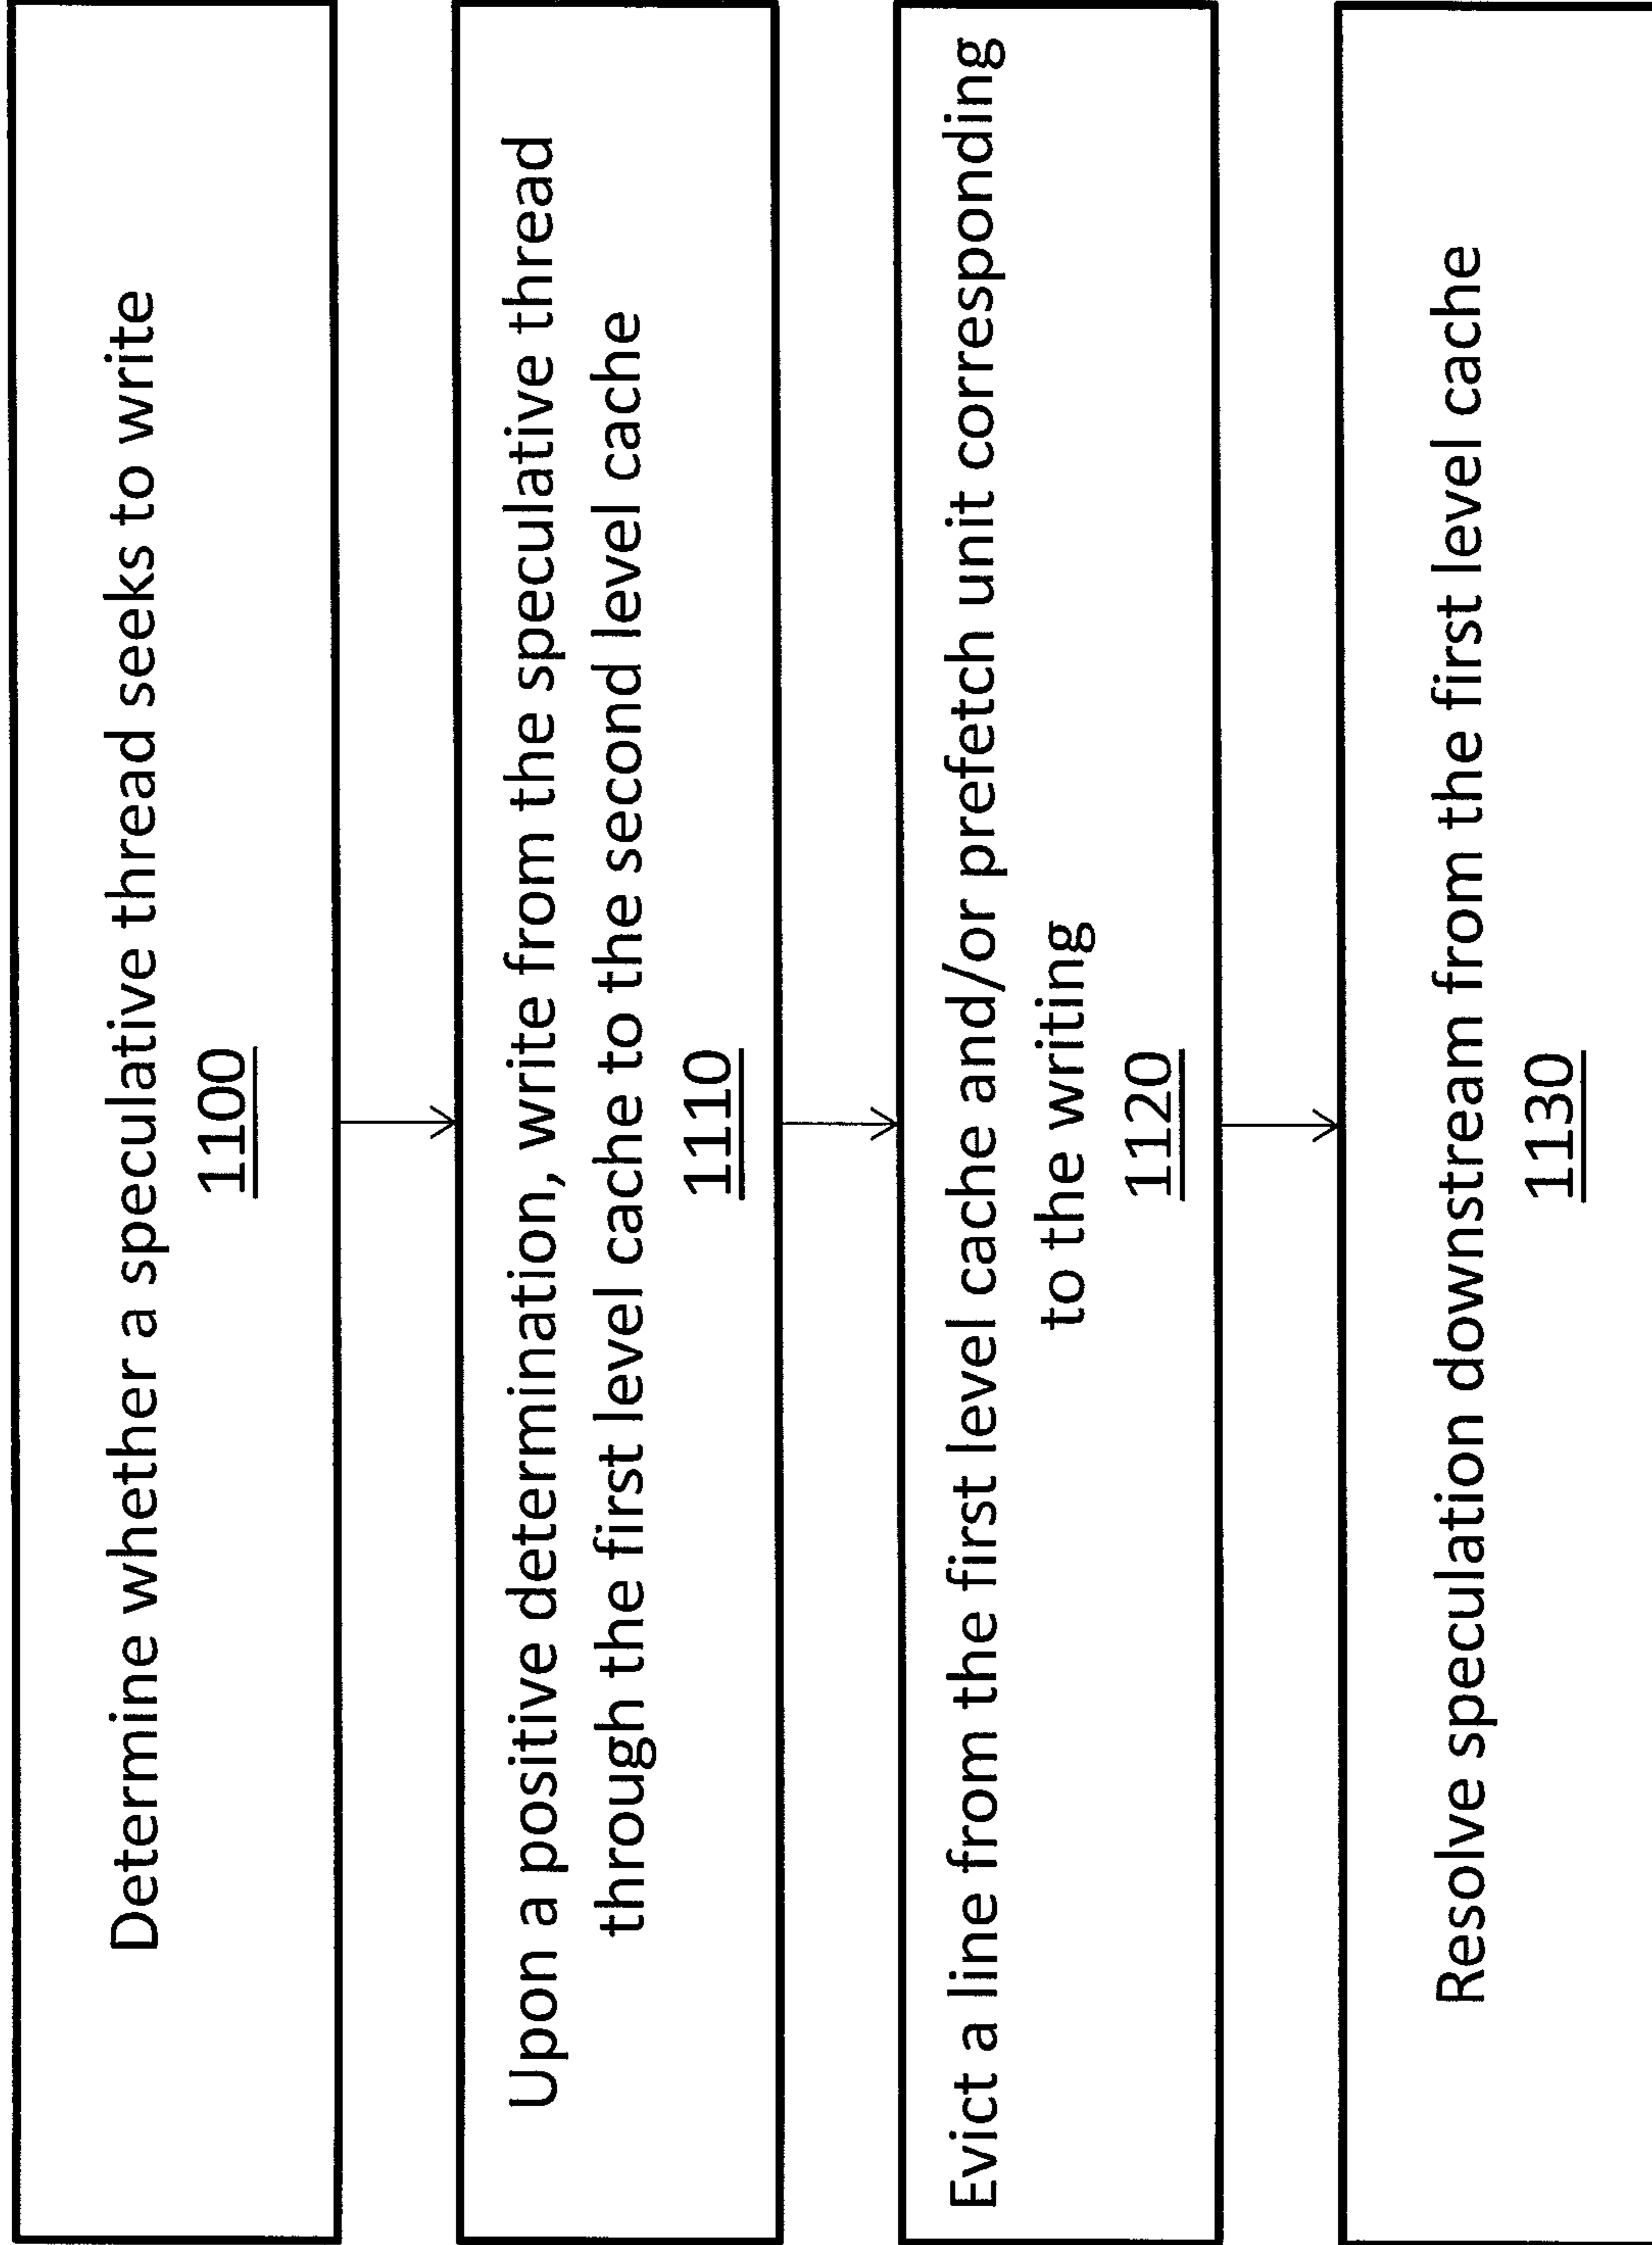 Determine whether a speculative thread seeks to write
1100
Upon a positive determination, write from the speculative thread
through the first level cache to the second level cache
1110
Evict a line from the first level cache and/or prefetch unit corresponding
to the writing
1120
Resolve speculation downstream from the first level cache
1130